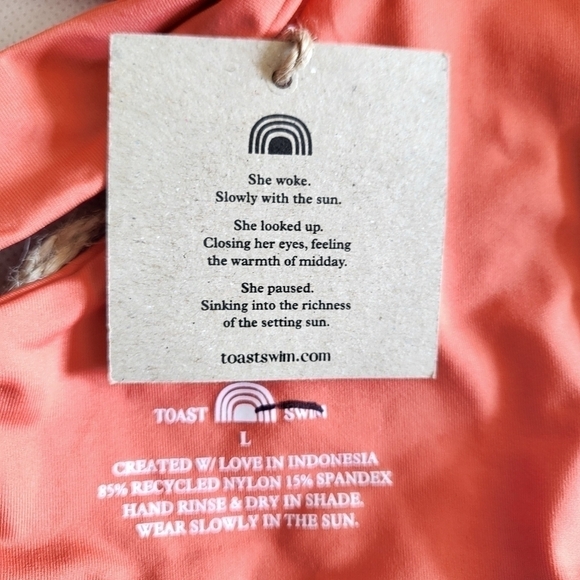 She woke.
Slowly with the sun.
She looked up.
Closing her eyes, feeling
the warmth of midday.
She paused.
Sinking into the richness
of the setting sun.
toastswim.com
TOAST SWIM
L
CREATED W/ LOVE IN INDONESIA
85% RECYCLED NYLON 15% SPANDEX
HAND RINSE & DRY IN SHADE.
WEAR SLOWLY IN THE SUN.